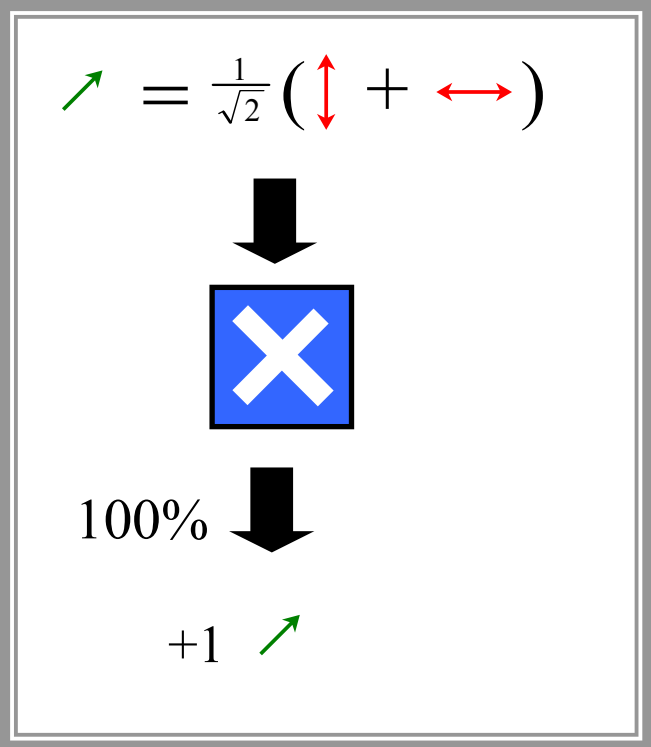 ↗ = 1/√2 (↕ + ↔)
100%
+1 ↗